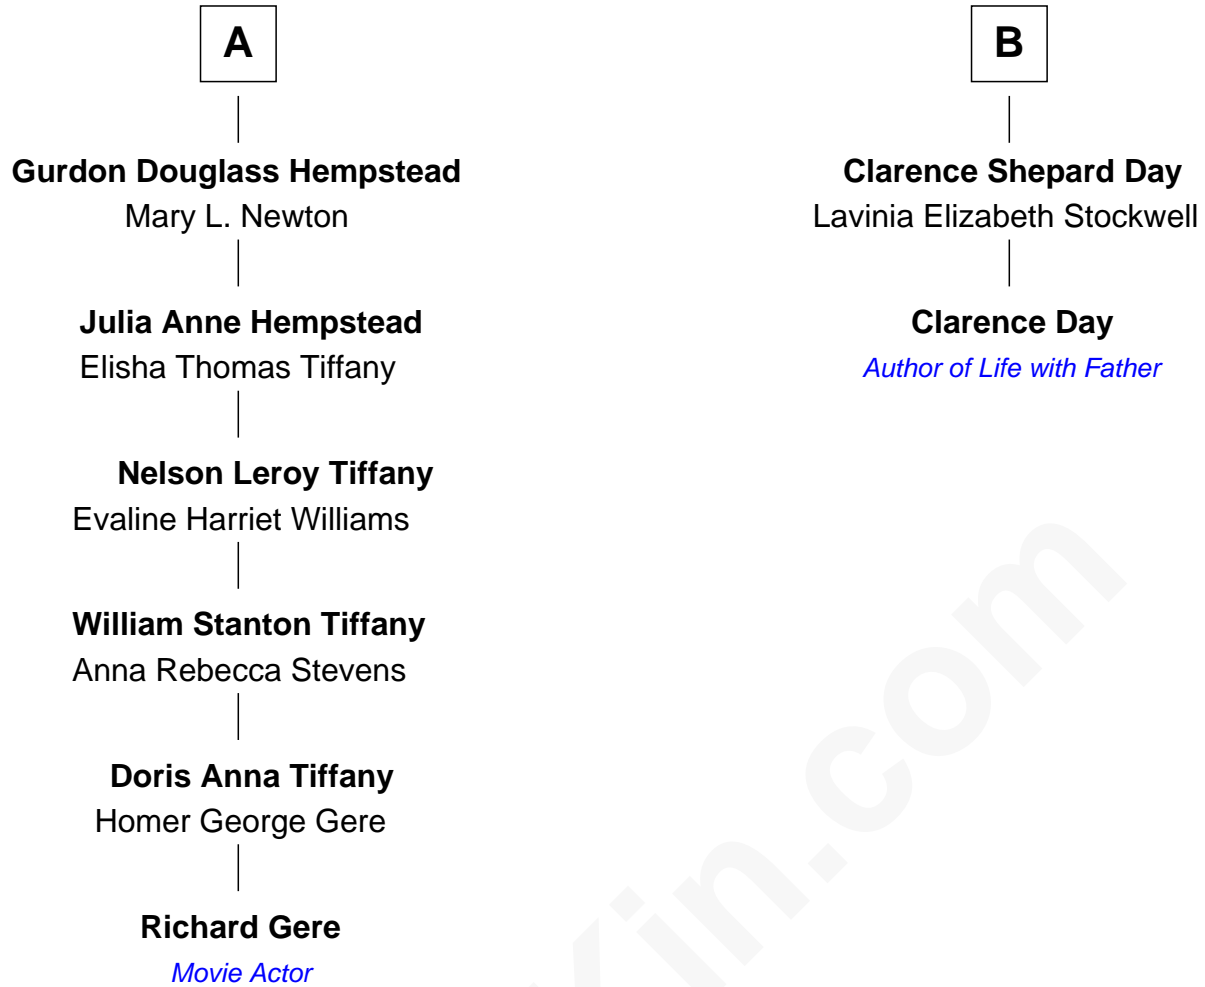 A
Gurdon Douglass Hempstead
Mary L. Newton
Julia Anne Hempstead
Elisha Thomas Tiffany
Nelson Leroy Tiffany
Evaline Harriet Williams
William Stanton Tiffany
Anna Rebecca Stevens
Doris Anna Tiffany
Homer George Gere
Richard Gere
Movie Actor
B
Clarence Shepard Day
Lavinia Elizabeth Stockwell
Clarence Day
Author of Life with Father
Kin.com